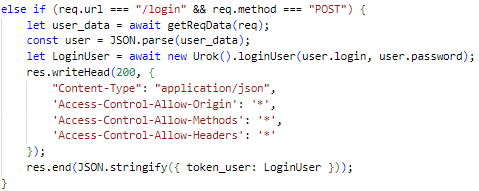 else if (req.url === "/login" && req.method === "POST") {
    let user_data = await getReqData(req);
    const user = JSON.parse(user_data);
    let LoginUser = await new Urok().loginUser(user.login, user.password);
    res.writeHead(200, {
        "Content-Type": "application/json",
        'Access-Control-Allow-Origin': '*',
        'Access-Control-Allow-Methods': '*',
        'Access-Control-Allow-Headers': '*'
    });
    res.end(JSON.stringify({ token_user: LoginUser }));
}